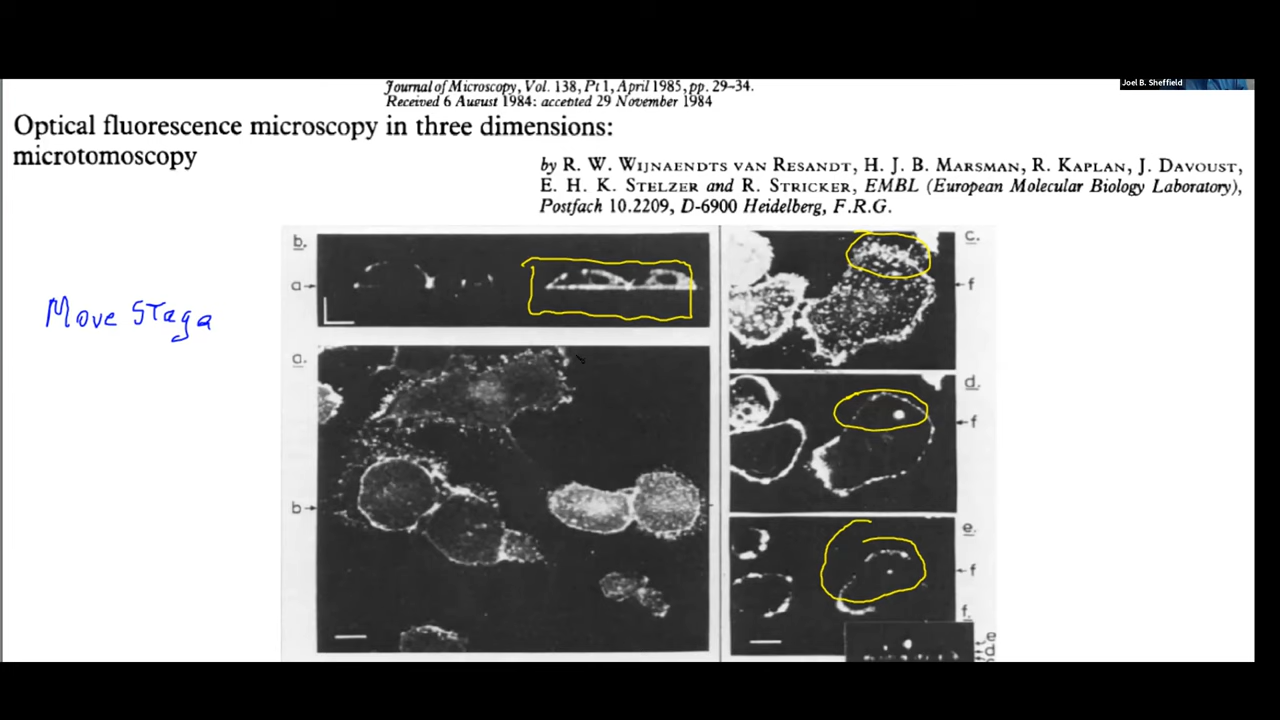 Journal of Microscopy, Vol. 138, Pt 1, April 1985, pp. 29–34.
Received 6 August 1984: accepted 29 November 1984
Joel B. Sheffield
Optical fluorescence microscopy in three dimensions:
microtomoscopy
by R. W. WIJNAENDTS VAN RESANDT, H. J. B. MARSMAN, R. KAPLAN, J. DAVOUST,
E. H. K. STELZER and R. STRICKER, EMBL (European Molecular Biology Laboratory),
Postfach 10.2209, D-6900 Heidelberg, F.R.G.
b.
a
Move Staga
a.
b
c.
f
d.
f
e.
f
f.
e
d